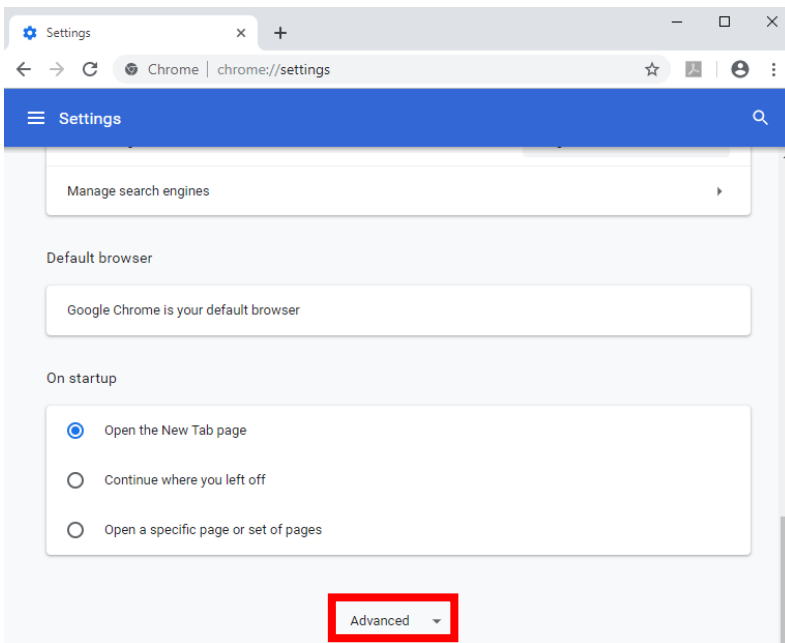 Settings
Chrome | chrome://settings
Settings
Manage search engines
Default browser
Google Chrome is your default browser
On startup
Open the New Tab page
Continue where you left off
Open a specific page or set of pages
Advanced